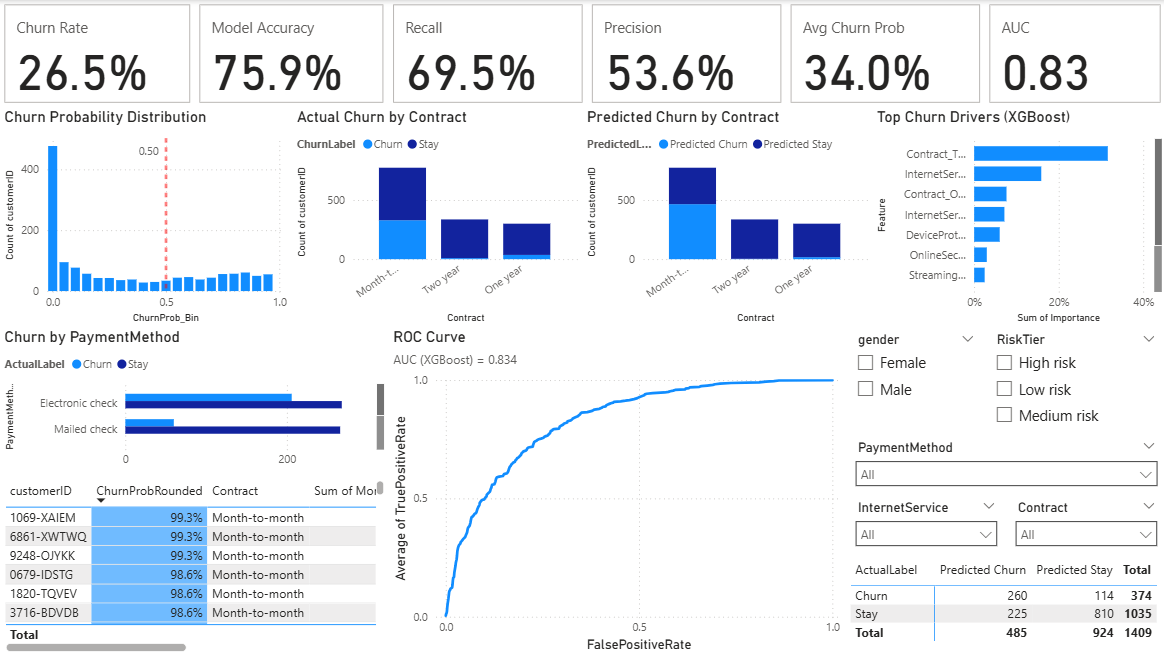 Churn Rate
26.5%
Model Accuracy
75.9%
Recall
69.5%
Precision
53.6%
Avg Churn Prob
34.0%
AUC
0.83
Churn Probability Distribution
Count of customerID
400
200
0
0.50
0.0
0.5
1.0
ChurnProb_Bin
Actual Churn by Contract
ChurnLabel Churn Stay
Count of customerID
500
0
Month-t...
Two year
One year
Contract
Predicted Churn by Contract
PredictedL... Predicted Churn Predicted Stay
Count of customerID
500
0
Month-t...
Two year
One year
Contract
Top Churn Drivers (XGBoost)
Feature
Contract_T...
InternetSer...
Contract_O...
InternetSer...
DeviceProt...
OnlineSec...
Streaming...
0%
20%
40%
Sum of Importance
Churn by PaymentMethod
ActualLabel Churn Stay
PaymentMeth...
Electronic check
Mailed check
0
200
customerID ChurnProbRounded Contract Sum of Mon
1069-XAIEM 99.3% Month-to-month
6861-XWTWQ 99.3% Month-to-month
9248-OJYKK 99.3% Month-to-month
0679-IDSTG 98.6% Month-to-month
1820-TQVEV 98.6% Month-to-month
3716-BDVDB 98.6% Month-to-month
Total
ROC Curve
AUC (XGBoost) = 0.834
Average of TruePositiveRate
1.0
0.5
0.0
0.0
0.5
1.0
FalsePositiveRate
gender
Female
Male
RiskTier
High risk
Low risk
Medium risk
PaymentMethod
All
InternetService
All
Contract
All
ActualLabel Predicted Churn Predicted Stay Total
Churn 260 114 374
Stay 225 810 1035
Total 485 924 1409